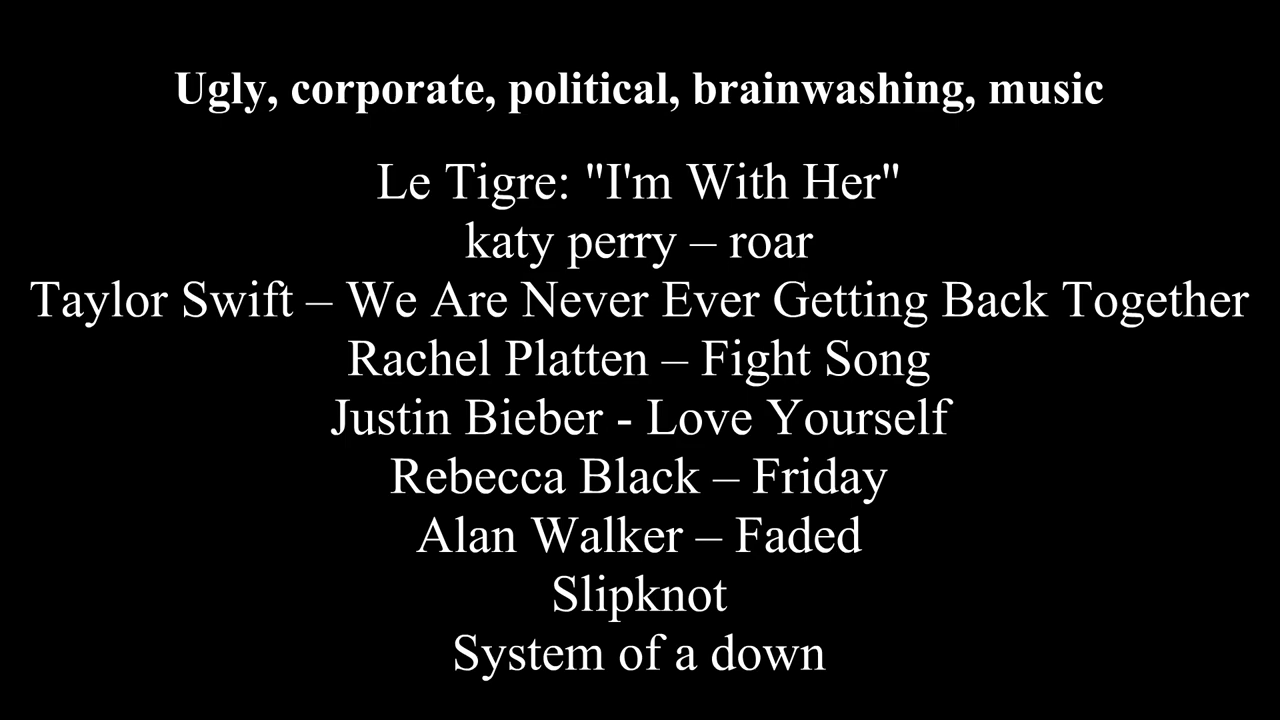 Ugly, corporate, political, brainwashing, music
Le Tigre: "I'm With Her"
katy perry – roar
Taylor Swift – We Are Never Ever Getting Back Together
Rachel Platten – Fight Song
Justin Bieber - Love Yourself
Rebecca Black – Friday
Alan Walker – Faded
Slipknot
System of a down